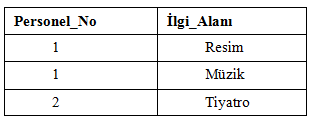 Personel_No İlgi_Alanı
1 Resim
1 Müzik
2 Tiyatro